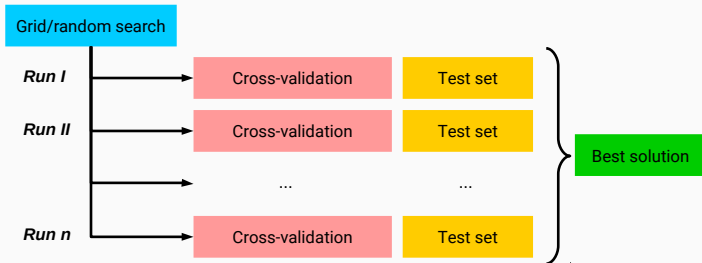 Grid/random search
Run I
Cross-validation
Test set
Run II
Cross-validation
Test set
Best solution
...
...
Run n
Cross-validation
Test set